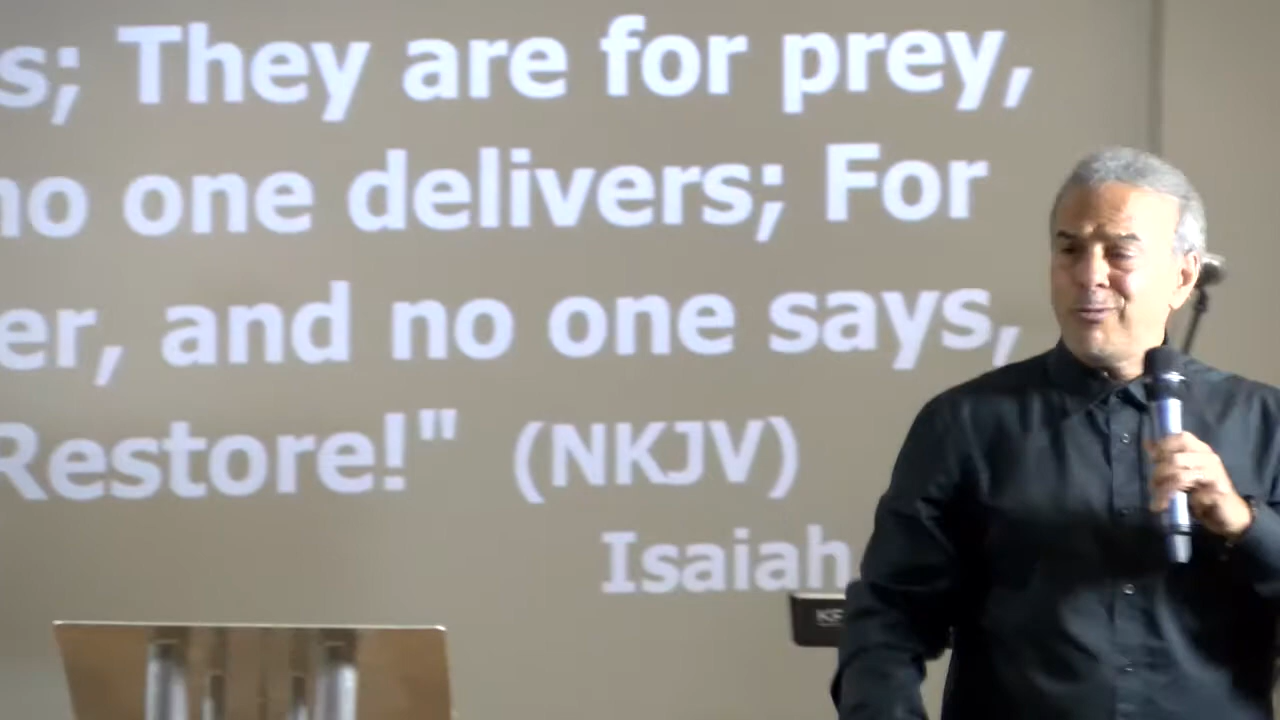 s; They are for prey,
no one delivers; For
er, and no one says,
Restore!" (NKJV)
Isaiah